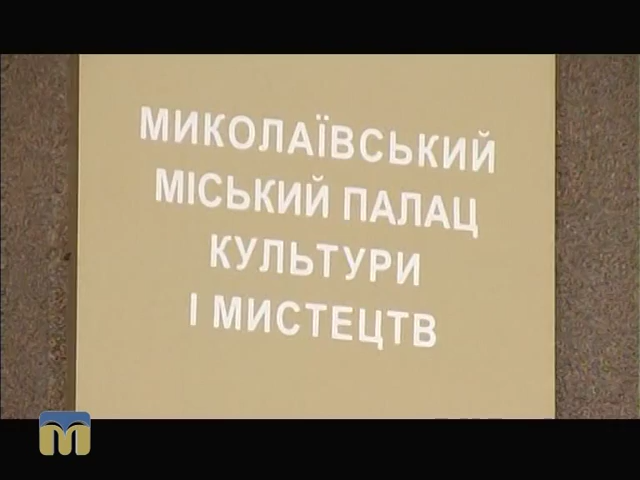 МИКОЛАЇВСЬКИЙ
МІСЬКИЙ ПАЛАЦ
КУЛЬТУРИ
І МИСТЕЦТВ
М